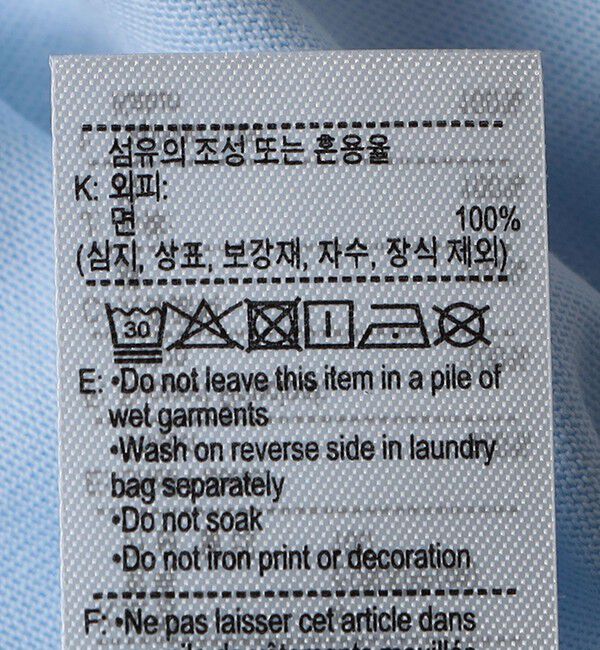 섬유의 조성 또는 혼용율
K: 외피:
면 100%
(심지, 상표, 보강재, 자수, 장식 제외)
30
E: •Do not leave this item in a pile of
wet garments
•Wash on reverse side in laundry
bag separately
•Do not soak
•Do not iron print or decoration
F: •Ne pas laisser cet article dans